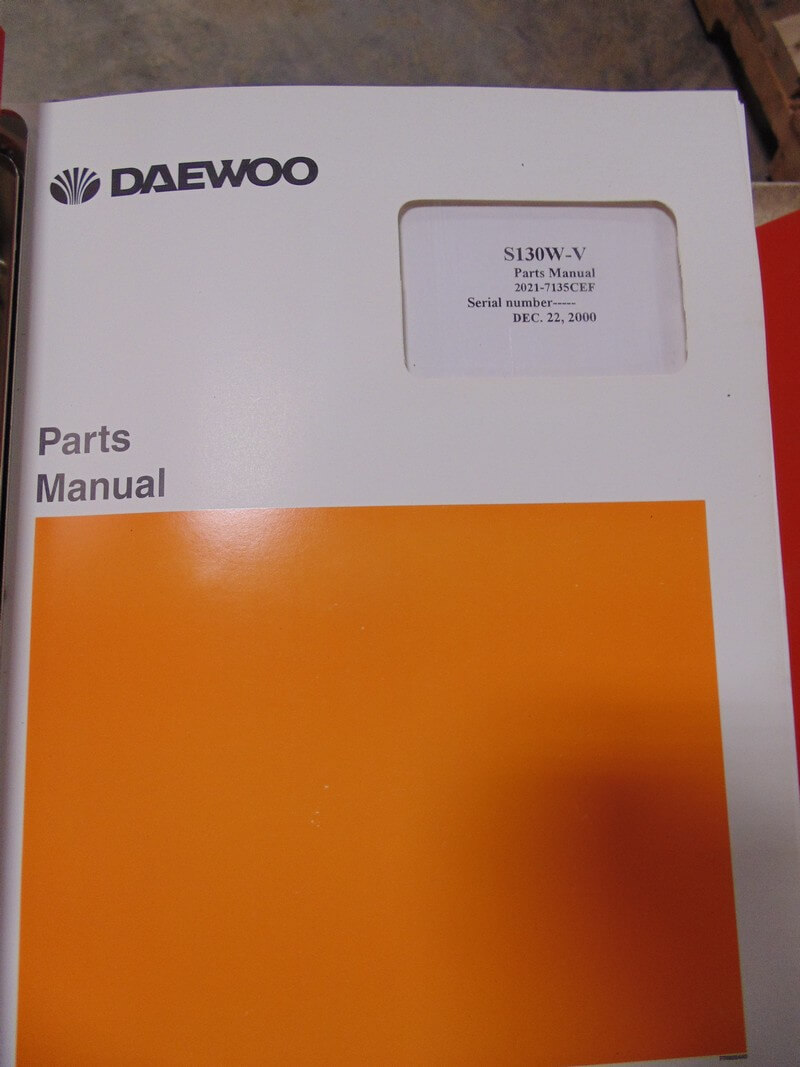 DAEWOO
S130W-V
Parts Manual
2021-7135CEF
Serial number-----
DEC. 22, 2000
Parts
Manual